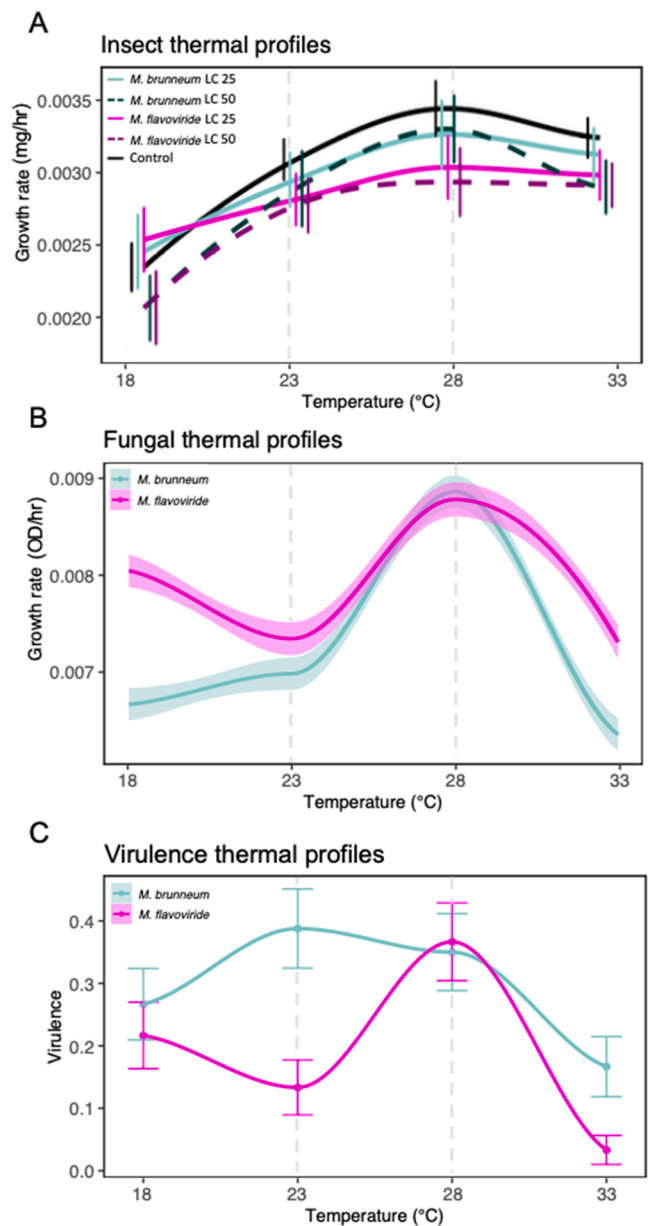 A
Insect thermal profiles
M. brunneum LC 25
M. brunneum LC 50
M. flavoviride LC 25
M. flavoviride LC 50
Control
Growth rate (mg/hr)
0.0035
0.0030
0.0025
0.0020
18 23 28 33
Temperature (°C)
B
Fungal thermal profiles
M. brunneum
M. flavoviride
Growth rate (OD/hr)
0.009
0.008
0.007
18 23 28 33
Temperature (°C)
C
Virulence thermal profiles
M. brunneum
M. flavoviride
Virulence
0.4
0.3
0.2
0.1
0.0
18 23 28 33
Temperature (°C)